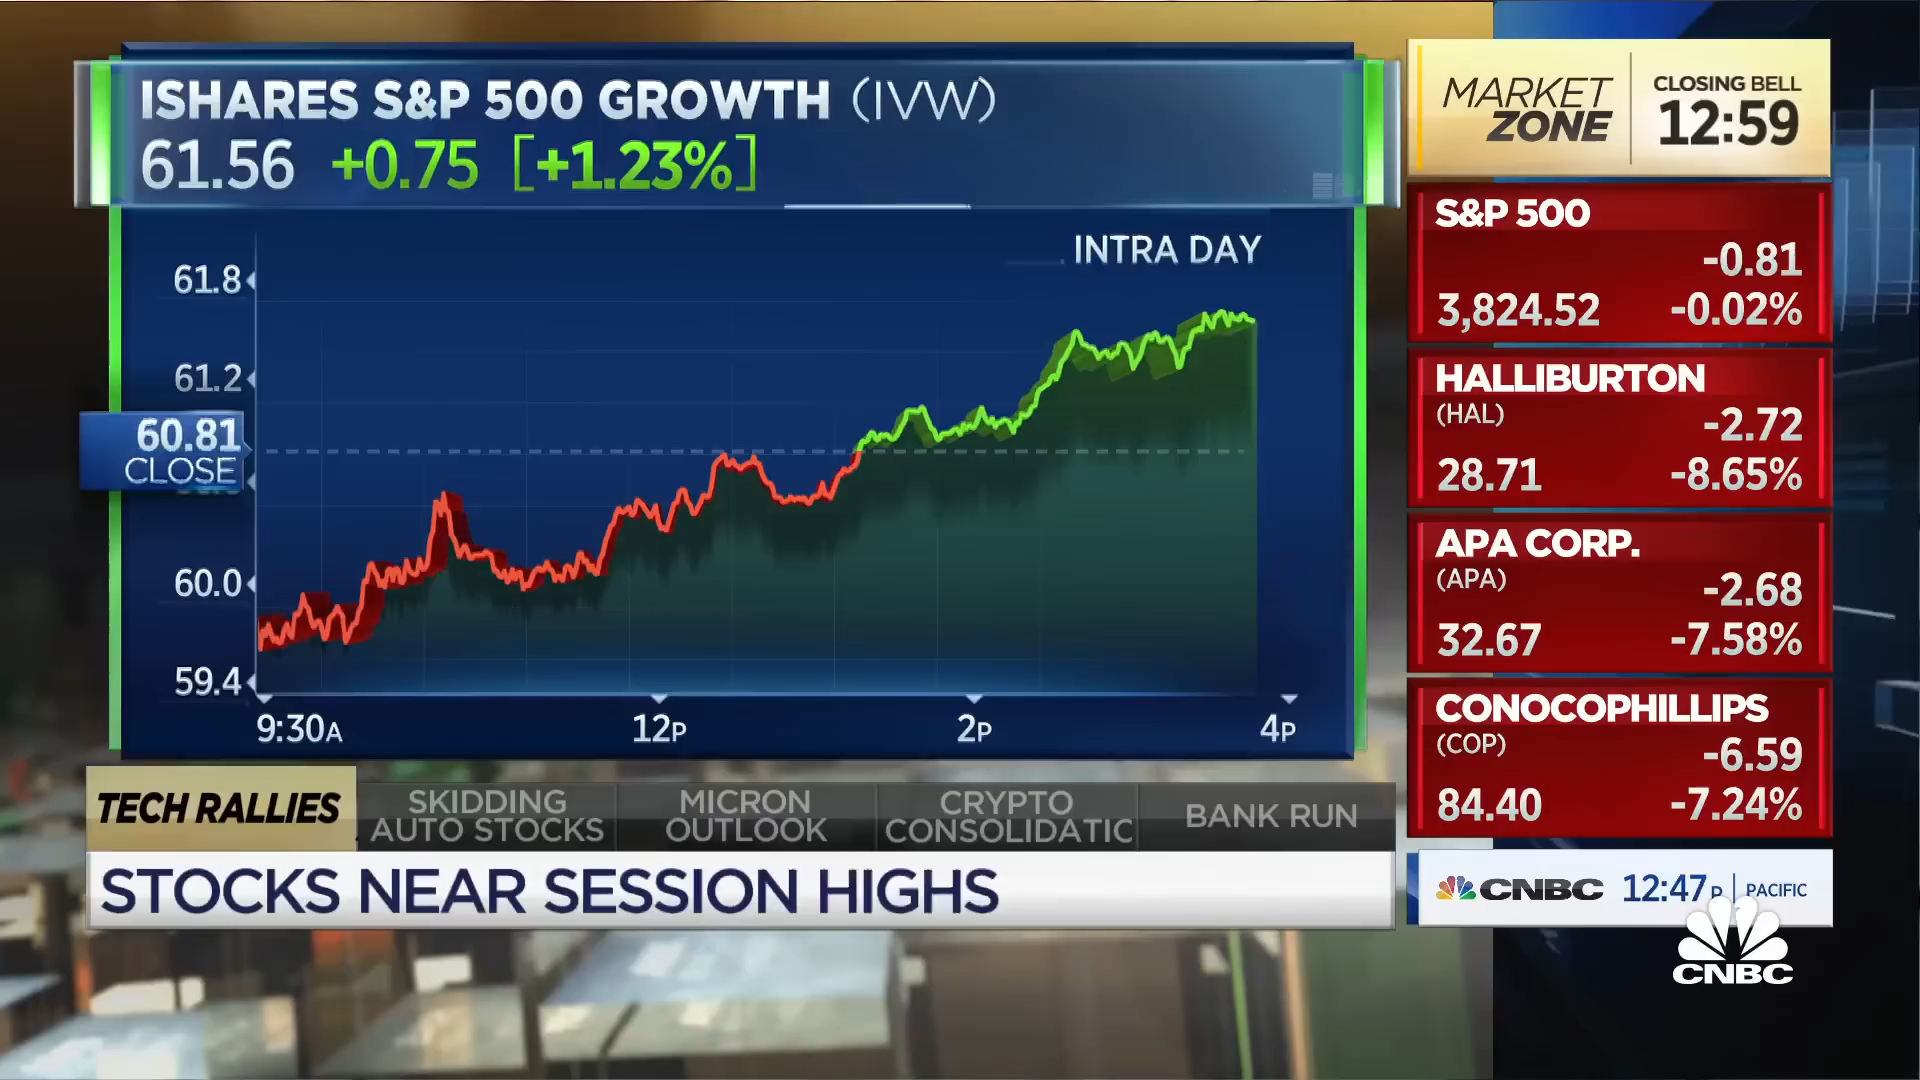 ISHARES S&P 500 GROWTH (IVW)
61.56 +0.75 [+1.23%]
INTRA DAY
61.8
61.2
60.81
CLOSE
60.0
59.4
9:30A 12P 2P 4P
TECH RALLIES
SKIDDING
AUTO STOCKS
MICRON
OUTLOOK
CRYPTO
CONSOLIDATIC
BANK RUN
STOCKS NEAR SESSION HIGHS
MARKET
ZONE
CLOSING BELL
12:59
S&P 500
-0.81
3,824.52 -0.02%
HALLIBURTON
(HAL) -2.72
28.71 -8.65%
APA CORP.
(APA) -2.68
32.67 -7.58%
CONOCOPHILLIPS
(COP) -6.59
84.40 -7.24%
CNBC 12:47P PACIFIC
CNBC